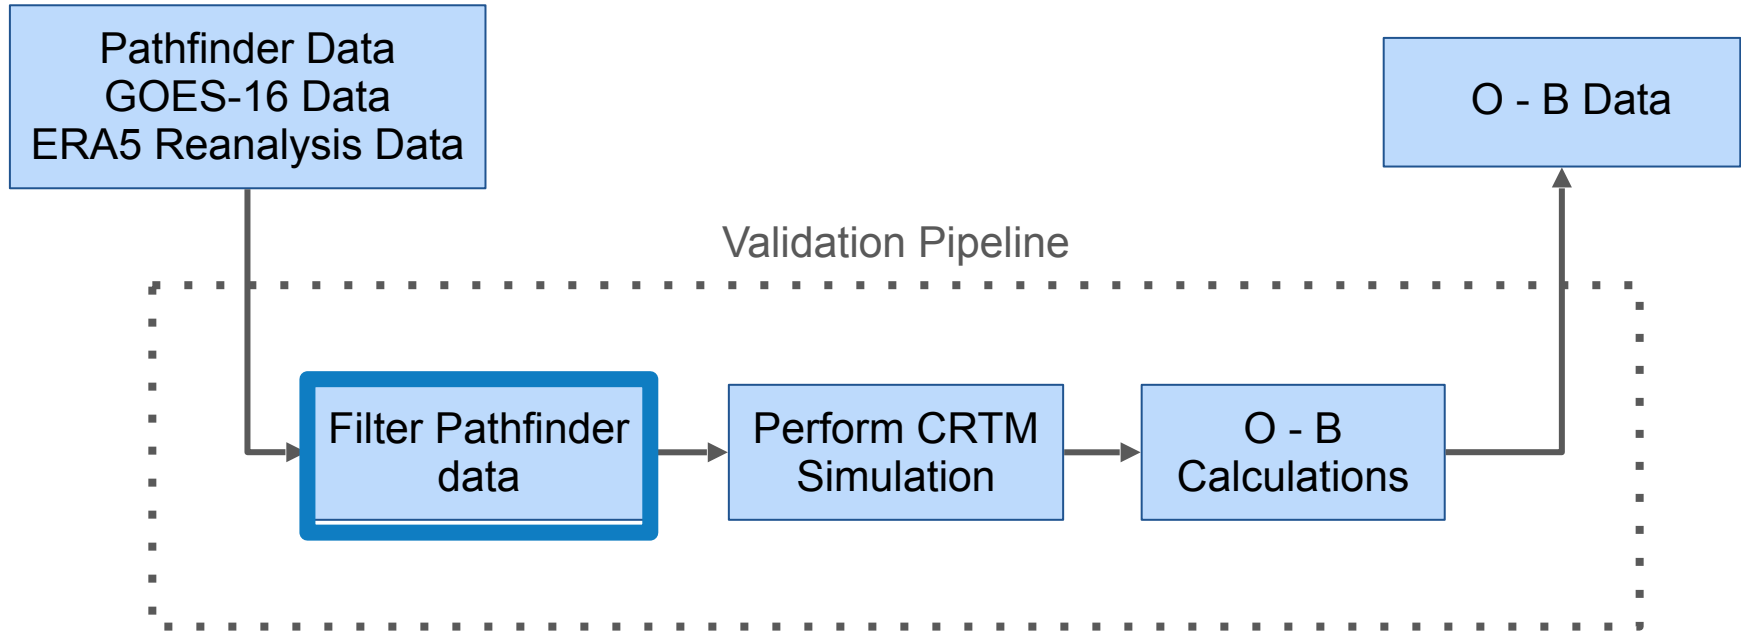 Pathfinder Data
GOES-16 Data
ERA5 Reanalysis Data
O - B Data
Validation Pipeline
Filter Pathfinder
data
Perform CRTM
Simulation
O - B
Calculations